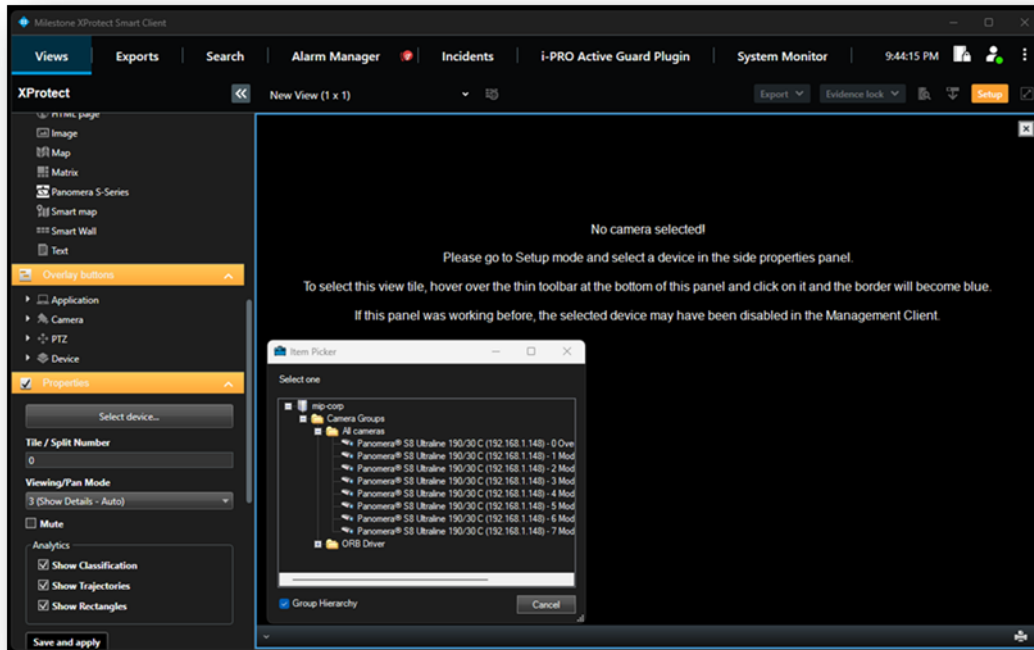 Milestone XProtect Smart Client
Views Exports Search Alarm Manager Incidents i-PRO Active Guard Plugin System Monitor 9:44:15 PM
XProtect
New View (1 x 1)
Export
Evidence lock
Setup
HTML page
Image
Map
Matrix
Panomera S-Series
Smart map
Smart Wall
Text
Overlay buttons
Application
Camera
PTZ
Device
Properties
Select device...
Tile / Split Number
0
Viewing/Pan Mode
3 (Show Details - Auto)
Mute
Analytics
Show Classification
Show Trajectories
Show Rectangles
Save and apply
No camera selected!
Please go to Setup mode and select a device in the side properties panel.
To select this view tile, hover over the thin toolbar at the bottom of this panel and click on it and the border will become blue.
If this panel was working before, the selected device may have been disabled in the Management Client.
Item Picker
Select one
mip-corp
Camera Groups
All cameras
Panomera® S8 Ultraline 190/30 C (192.168.1.148) - 0 Ove
Panomera® S8 Ultraline 190/30 C (192.168.1.148) - 1 Mod
Panomera® S8 Ultraline 190/30 C (192.168.1.148) - 2 Mod
Panomera® S8 Ultraline 190/30 C (192.168.1.148) - 3 Mod
Panomera® S8 Ultraline 190/30 C (192.168.1.148) - 4 Mod
Panomera® S8 Ultraline 190/30 C (192.168.1.148) - 5 Mod
Panomera® S8 Ultraline 190/30 C (192.168.1.148) - 6 Mod
Panomera® S8 Ultraline 190/30 C (192.168.1.148) - 7 Mod
ORB Driver
Group Hierarchy
Cancel